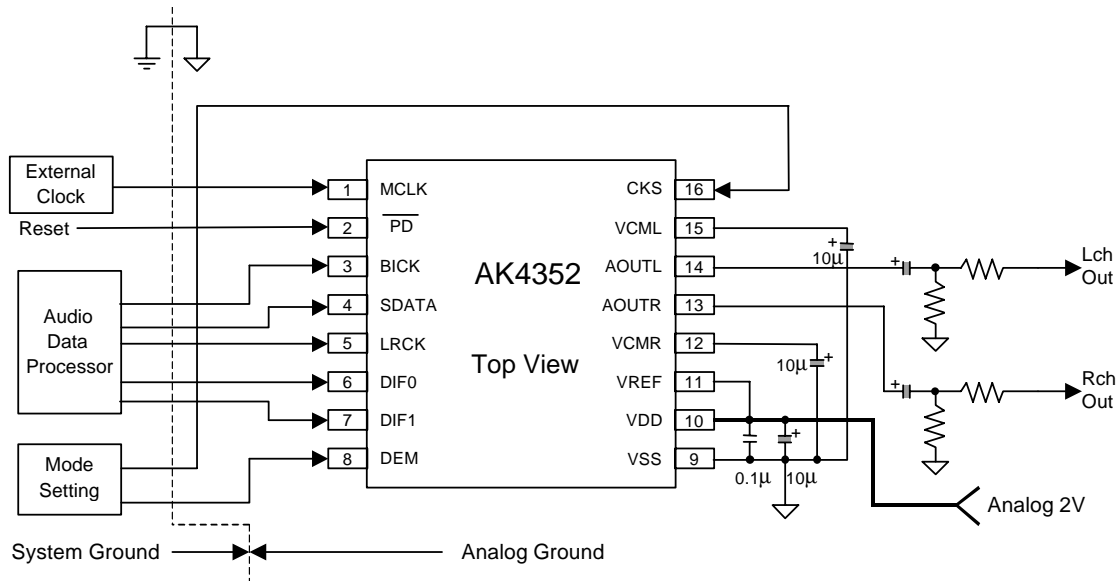 External
Clock
Reset
Audio
Data
Processor
Mode
Setting
1 MCLK
2 PD
3 BICK
4 SDATA
5 LRCK
6 DIF0
7 DIF1
8 DEM
AK4352
Top View
CKS 16
VCML 15
AOUTL 14
AOUTR 13
VCMR 12
VREF 11
VDD 10
VSS 9
+
10μ
+
10μ
+
0.1μ
+
10μ
+
Lch
Out
Rch
Out
Analog 2V
System Ground
Analog Ground